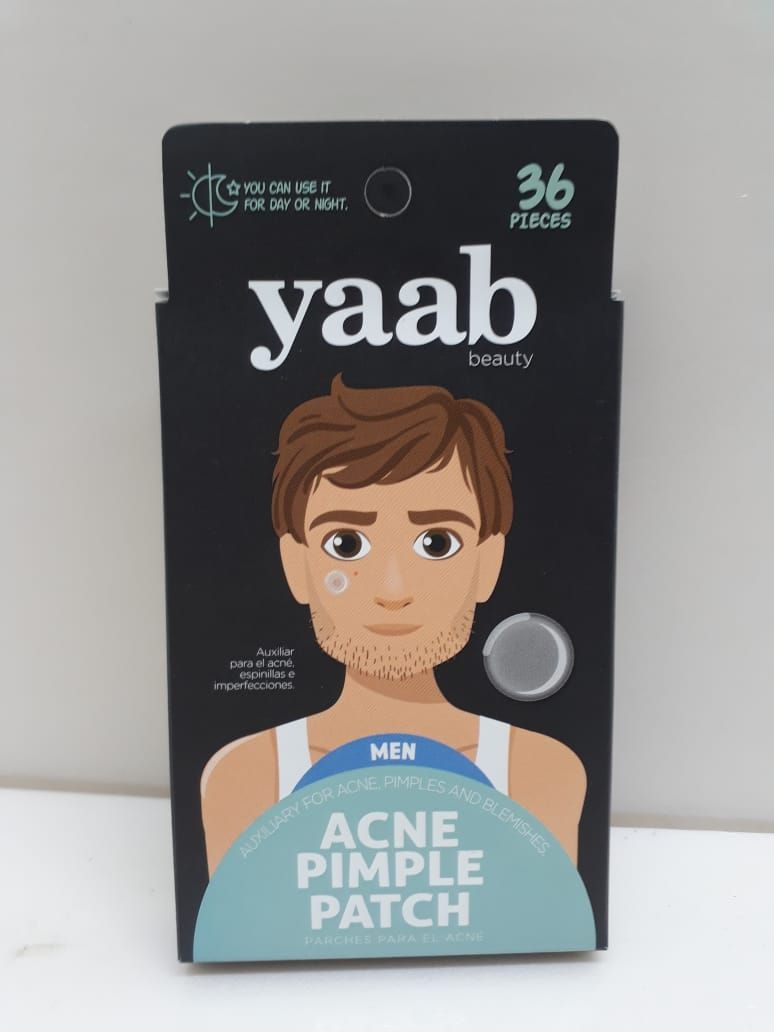 YOU CAN USE IT
FOR DAY OR NIGHT.
36
PIECES
yaab
beauty
Auxiliar
para el acné,
espinillas e
imperfecciones.
MEN
AUXILIARY FOR ACNE, PIMPLES AND BLEMISHES.
ACNE
PIMPLE
PATCH
PARCHES PARA EL ACNÉ